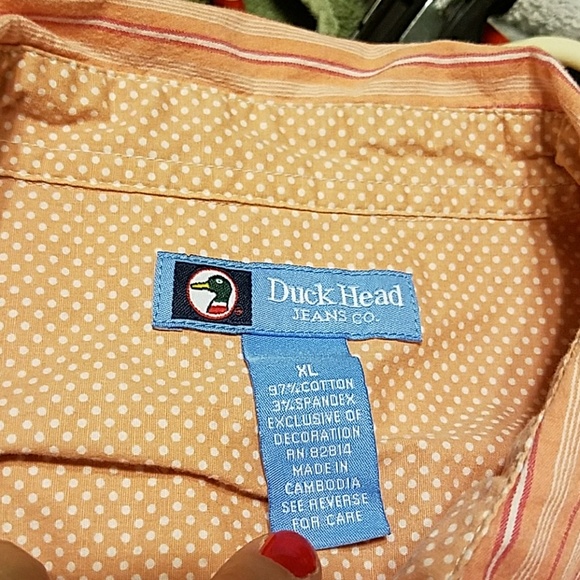 Duck Head
JEANS CO.
XL
97% COTTON
3% SPANDEX
EXCLUSIVE OF
DECORATION
RN 82814
MADE IN
CAMBODIA
SEE REVERSE
FOR CARE